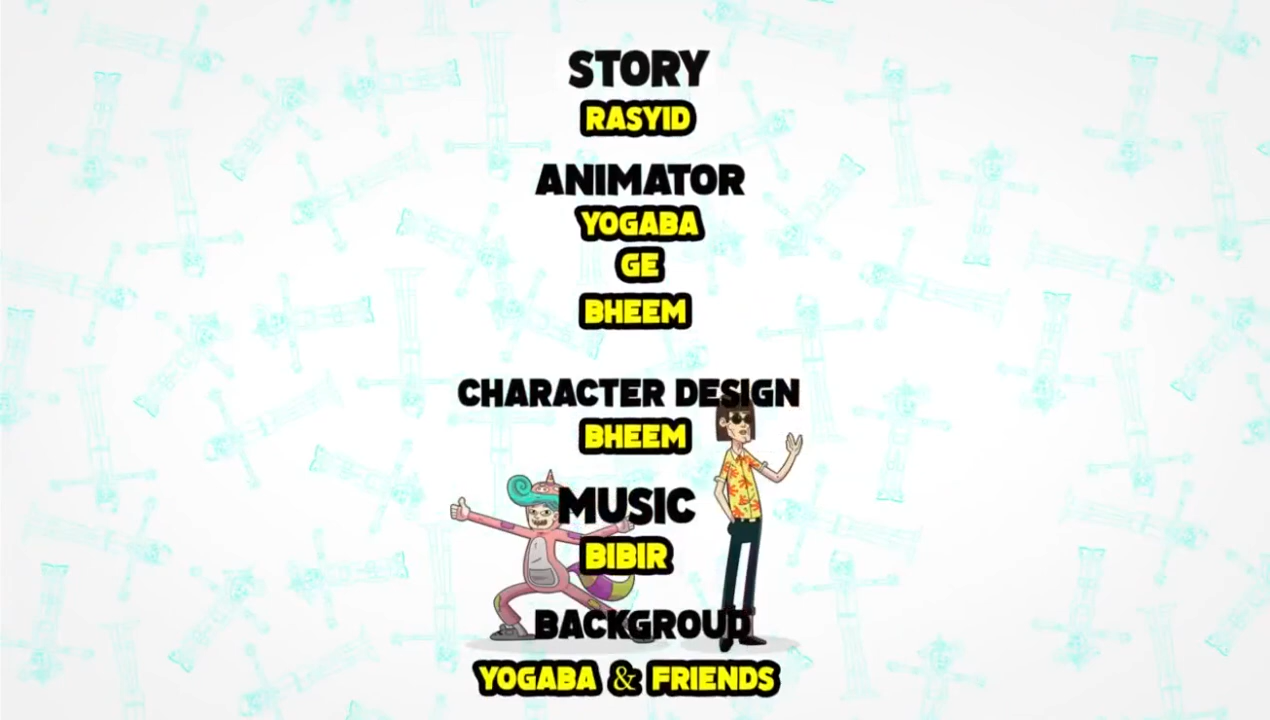 STORY
RASYID
ANIMATOR
YOGABA
GE
BHEEM
CHARACTER DESIGN
BHEEM
MUSIC
BIBIR
BACKGROUD
YOGABA & FRIENDS